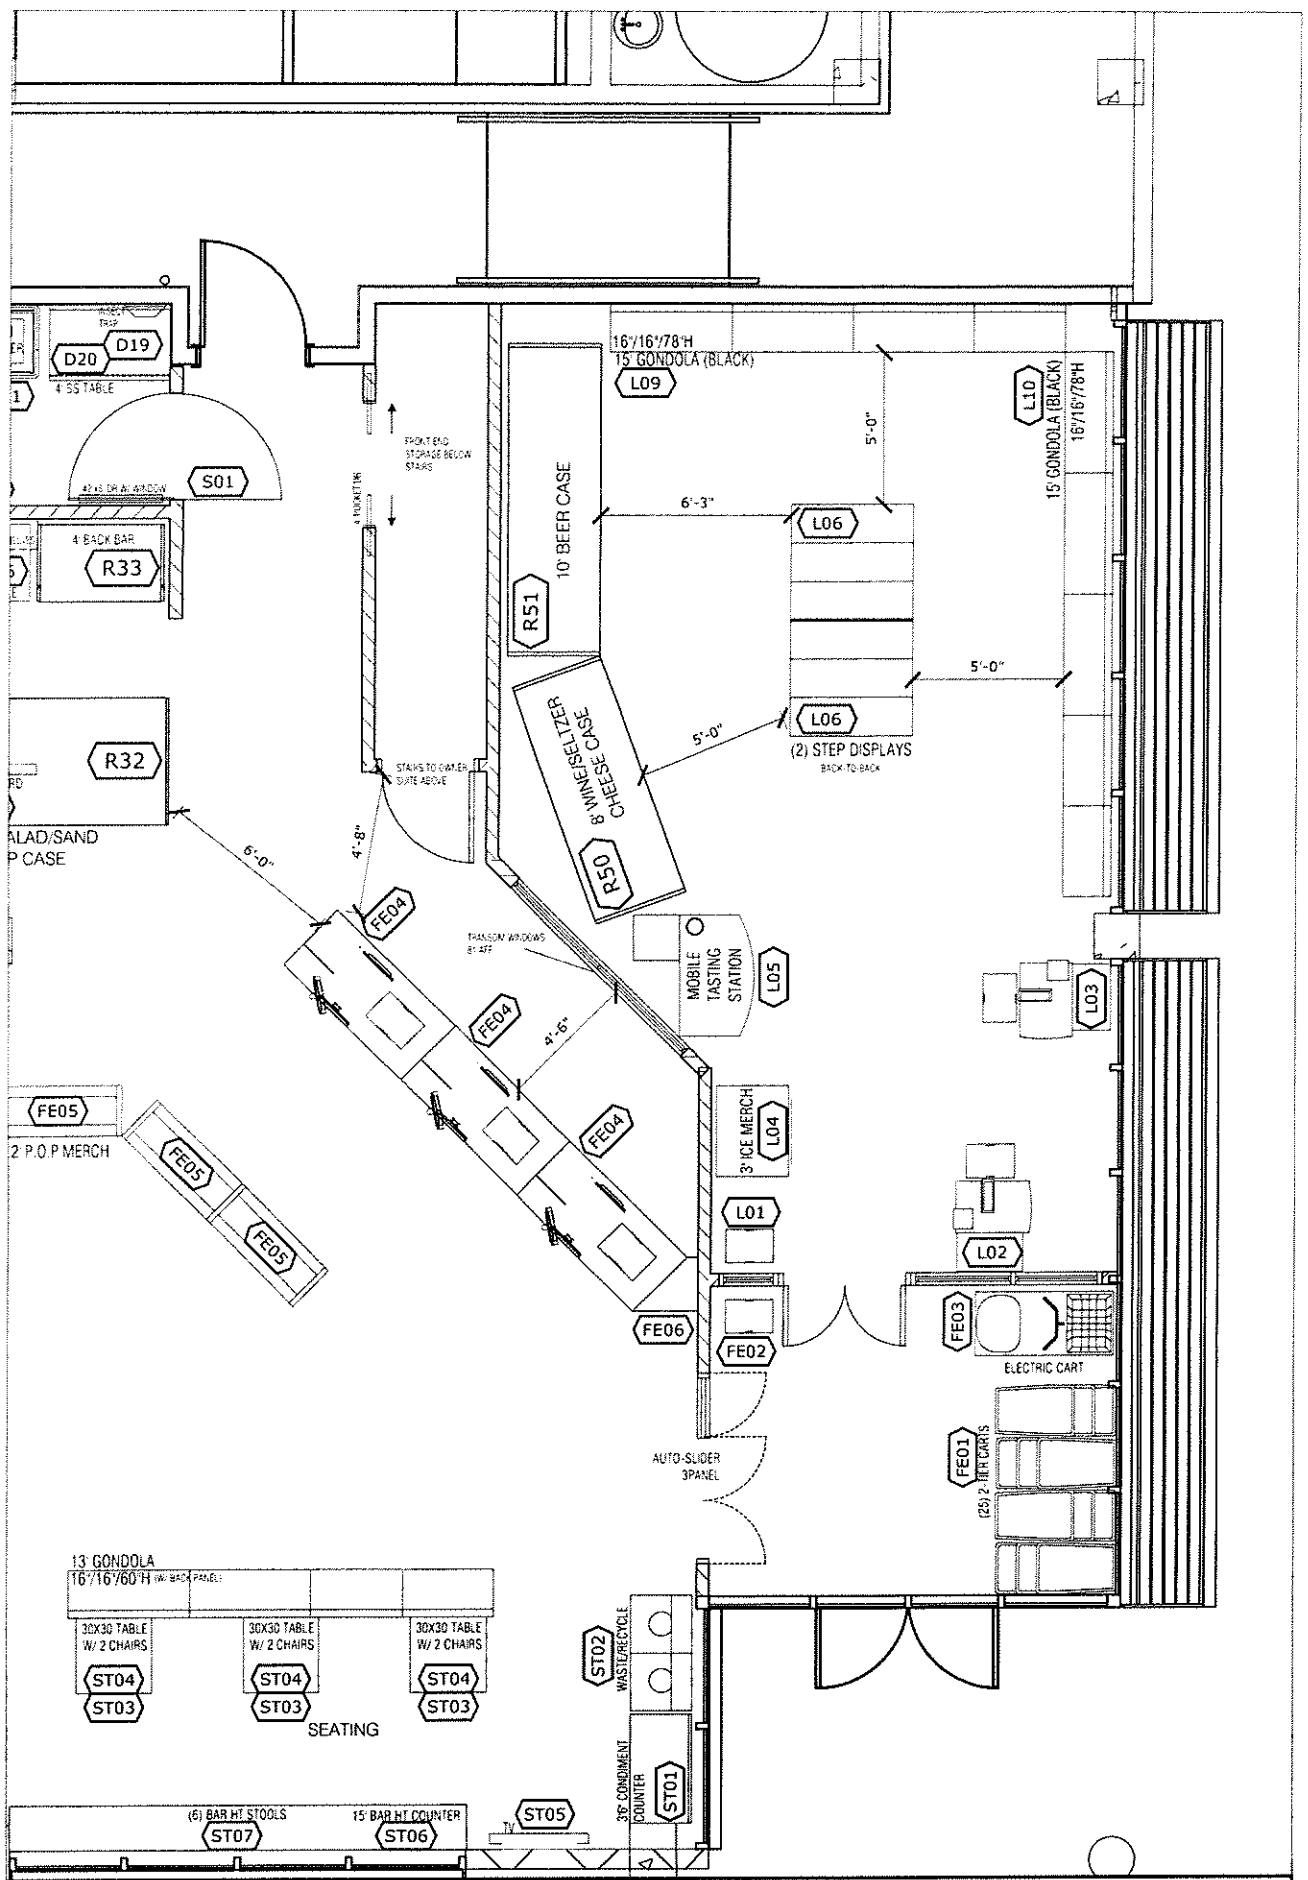 16"/16"/78"H
15' GONDOLA (BLACK)
L09
L10
15' GONDOLA (BLACK)
16"/16"/78"H
TRAP
D20
D19
4' SS TABLE
5'-0"
FRONT END
STORAGE BELOW
STAIRS
S01
10' BEER CASE
6'-3"
L06
4' BACK BAR
R33
R51
5'-0"
R32
8' WINE/SELTZER
CHEESE CASE
R50
5'-0"
L06
(2) STEP DISPLAYS
BACK-TO-BACK
STAIRS TO OWNER
SUITE ABOVE
ALAD/SAND
P CASE
6'-0"
4'-8"
FE04
TRANSOM WINDOWS
81 AFF
MOBILE
TASTING
STATION
L05
L03
FE04
4'-6"
FE05
2' P.O.P MERCH
FE05
FE05
FE04
3' ICE MERCH
L04
L01
L02
FE06
FE02
FE03
ELECTRIC CART
AUTO-SLIDER
3PANEL
FE01
(25) 2-TIER CARTS
13' GONDOLA
16"/16"/60"H (W/ BACK PANEL)
30X30 TABLE
W/ 2 CHAIRS
ST04
ST03
30X30 TABLE
W/ 2 CHAIRS
ST04
ST03
30X30 TABLE
W/ 2 CHAIRS
ST04
ST03
SEATING
ST02
WASTE/RECYCLE
3'6" CONDIMENT
COUNTER
ST01
(6) BAR HT STOOLS
ST07
15' BAR HT COUNTER
ST06
TV
ST05